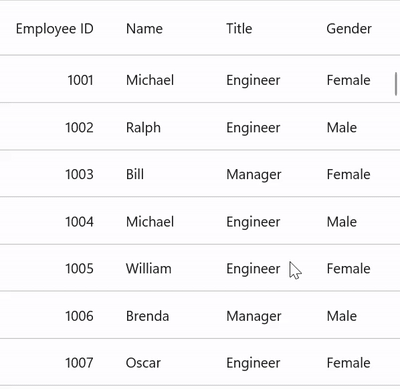 Employee ID Name Title Gender
1001 Michael Engineer Female
1002 Ralph Engineer Male
1003 Bill Manager Female
1004 Michael Engineer Male
1005 William Engineer Female
1006 Brenda Manager Male
1007 Oscar Engineer Female